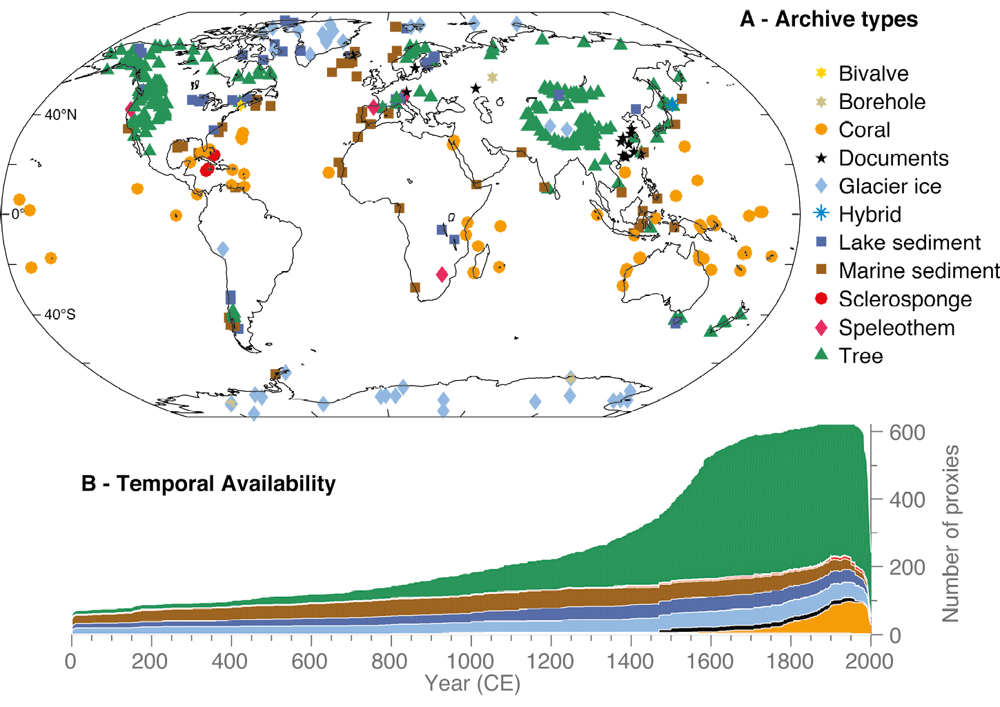 A - Archive types
Bivalve
Borehole
Coral
Documents
Glacier ice
Hybrid
Lake sediment
Marine sediment
Sclerosponge
Speleothem
Tree
40°N
0°
40°S
B - Temporal Availability
600
400
200
0
Number of proxies
0 200 400 600 800 1000 1200 1400 1600 1800 2000
Year (CE)